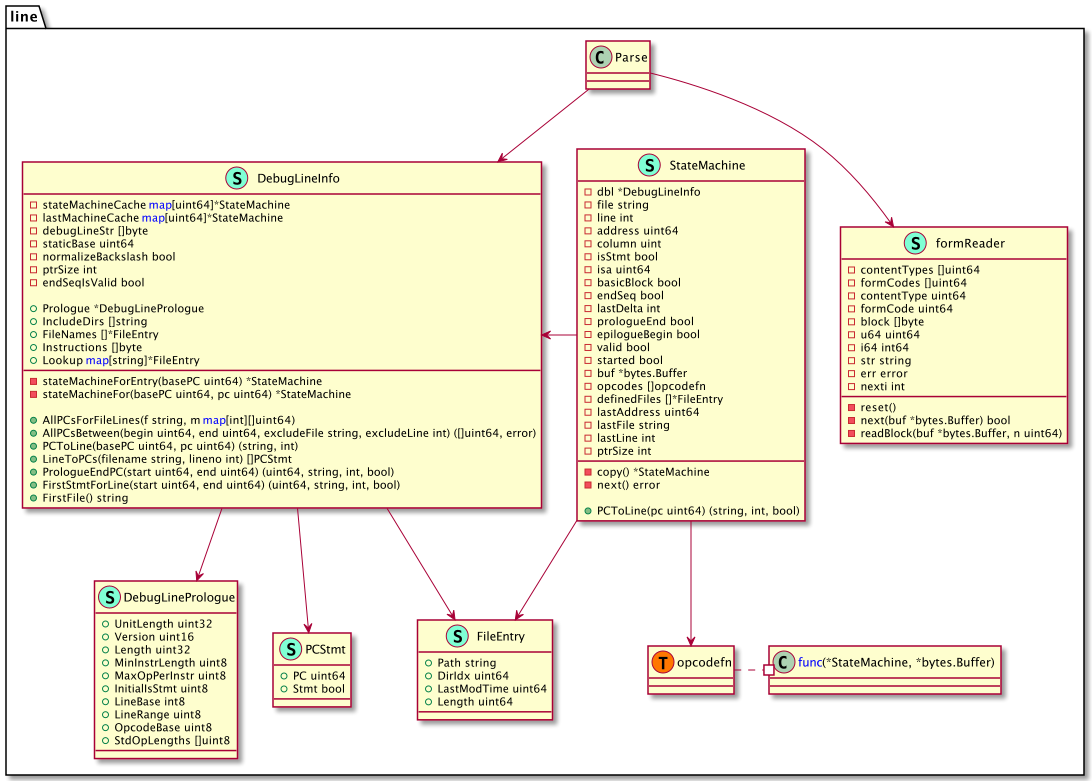 line
C Parse
S DebugLineInfo
stateMachineCache map[uint64]*StateMachine
lastMachineCache map[uint64]*StateMachine
debugLineStr []byte
staticBase uint64
normalizeBackslash bool
ptrSize int
endSeqIsValid bool
Prologue *DebugLinePrologue
IncludeDirs []string
FileNames []*FileEntry
Instructions []byte
Lookup map[string]*FileEntry
stateMachineForEntry(basePC uint64) *StateMachine
stateMachineFor(basePC uint64, pc uint64) *StateMachine
AllPCsForFileLines(f string, m map[int][]uint64)
AllPCsBetween(begin uint64, end uint64, excludeFile string, excludeLine int) ([]uint64, error)
PCToLine(basePC uint64, pc uint64) (string, int)
LineToPCs(filename string, lineno int) []PCStmt
PrologueEndPC(start uint64, end uint64) (uint64, string, int, bool)
FirstStmtForLine(start uint64, end uint64) (uint64, string, int, bool)
FirstFile() string
S StateMachine
dbl *DebugLineInfo
file string
line int
address uint64
column uint
isStmt bool
isa uint64
basicBlock bool
endSeq bool
lastDelta int
prologueEnd bool
epilogueBegin bool
valid bool
started bool
buf *bytes.Buffer
opcodes []opcodefn
definedFiles []*FileEntry
lastAddress uint64
lastFile string
lastLine int
ptrSize int
copy() *StateMachine
next() error
PCToLine(pc uint64) (string, int, bool)
S formReader
contentTypes []uint64
formCodes []uint64
contentType uint64
formCode uint64
block []byte
u64 uint64
i64 int64
str string
err error
nexti int
reset()
next(buf *bytes.Buffer) bool
readBlock(buf *bytes.Buffer, n uint64)
S DebugLinePrologue
UnitLength uint32
Version uint16
Length uint32
MinInstrLength uint8
MaxOpPerInstr uint8
InitialIsStmt uint8
LineBase int8
LineRange uint8
OpcodeBase uint8
StdOpLengths []uint8
S PCStmt
PC uint64
Stmt bool
S FileEntry
Path string
DirIdx uint64
LastModTime uint64
Length uint64
T opcodefn
C func(*StateMachine, *bytes.Buffer)